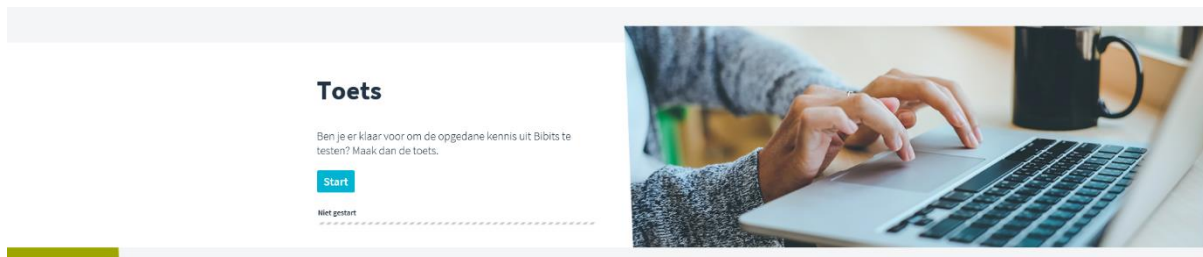 Toets
Ben je er klaar voor om de opgedane kennis uit Bibits te
testen? Maak dan de toets.
Start
Niet gestart